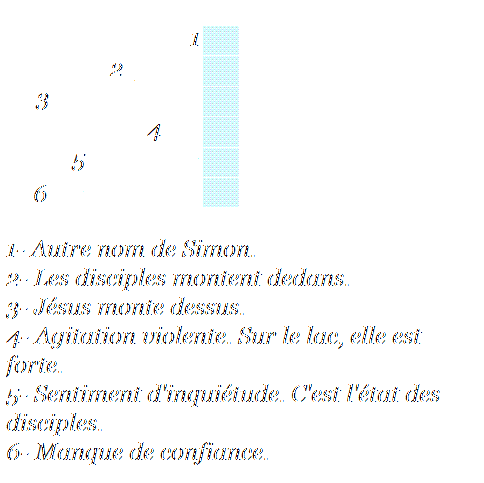 1
2
3
4
5
6
1- Autre nom de Simon.
2- Les disciples montent dedans.
3- Jésus monte dessus.
4- Agitation violente. Sur le lac, elle est
forte.
5- Sentiment d'inquiétude. C'est l'état des
disciples.
6- Manque de confiance.